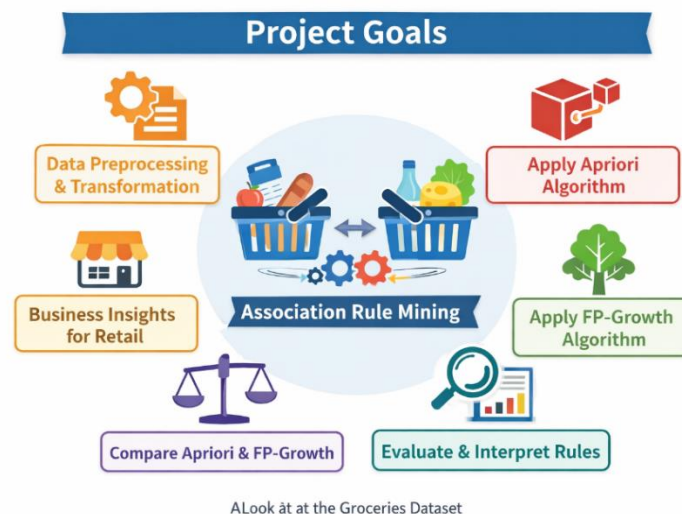 Project Goals
Data Preprocessing
& Transformation
Apply Apriori
Algorithm
Business Insights
for Retail
Association Rule Mining
Apply FP-Growth
Algorithm
Compare Apriori & FP-Growth
Evaluate & Interpret Rules
ALook àt at the Groceries Dataset